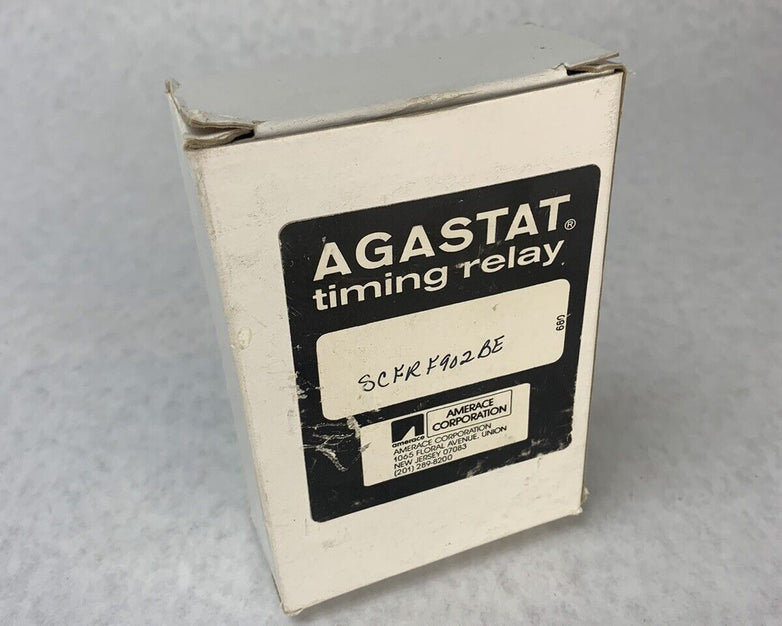 AGASTAT®
timing relay
680
SCFRF902BE
amerace
AMERACE
CORPORATION
AMERACE CORPORATION
1065 FLORAL AVENUE, UNION
NEW JERSEY 07083
(201) 289-8200